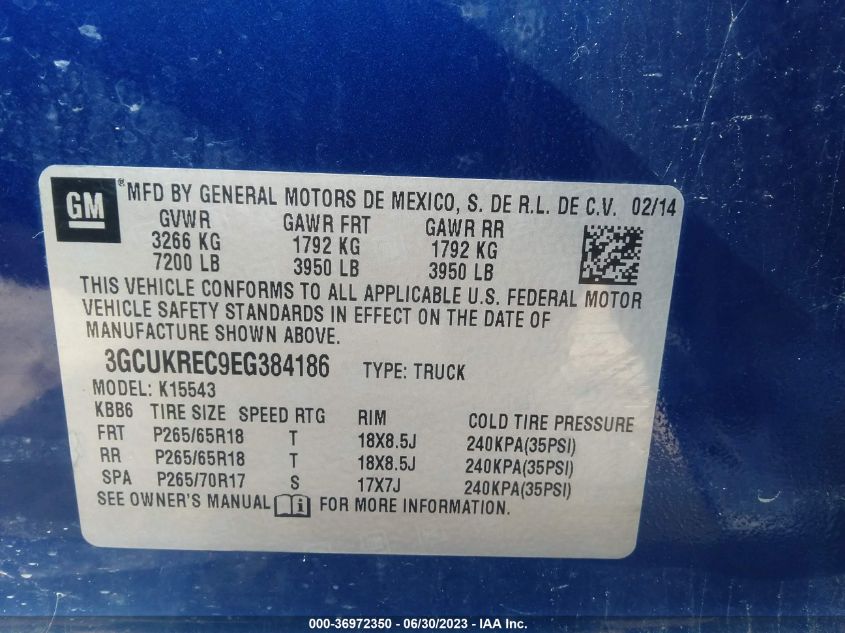 GM ® MFD BY GENERAL MOTORS DE MEXICO, S. DE R.L. DE C.V. 02/14
GVWR GAWR FRT GAWR RR
3266 KG 1792 KG 1792 KG
7200 LB 3950 LB 3950 LB
THIS VEHICLE CONFORMS TO ALL APPLICABLE U.S. FEDERAL MOTOR
VEHICLE SAFETY STANDARDS IN EFFECT ON THE DATE OF
MANUFACTURE SHOWN ABOVE.
3GCUKREC9EG384186 TYPE: TRUCK
MODEL: K15543
KBB6 TIRE SIZE SPEED RTG RIM COLD TIRE PRESSURE
FRT P265/65R18 T 18X8.5J 240KPA(35PSI)
RR P265/65R18 T 18X8.5J 240KPA(35PSI)
SPA P265/70R17 S 17X7J 240KPA(35PSI)
SEE OWNER'S MANUAL i FOR MORE INFORMATION.
000-36972350 - 06/30/2023 - IAA Inc.